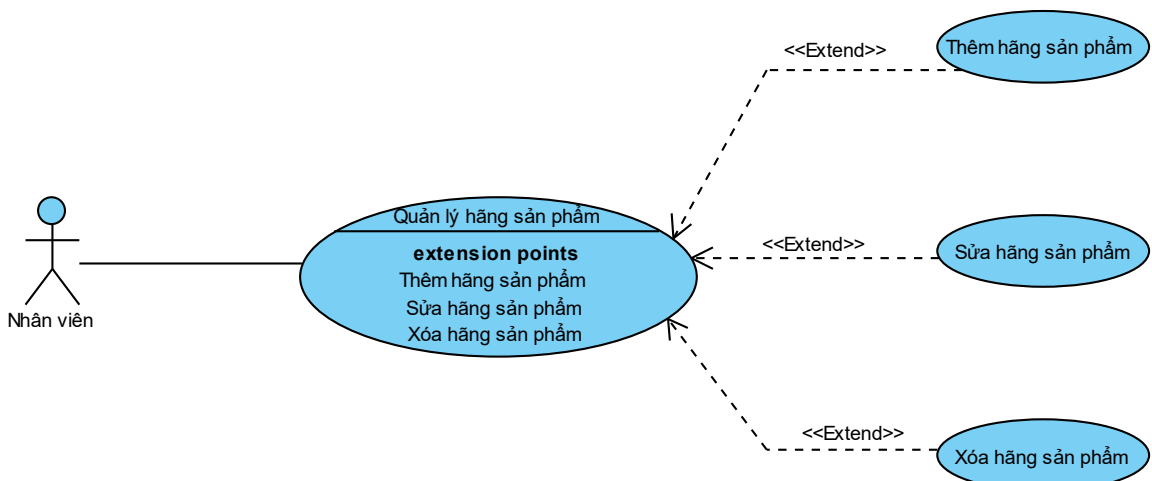 <<Extend>>
Thêm hãng sản phẩm
Quản lý hãng sản phẩm
extension points
Thêm hãng sản phẩm
Sửa hãng sản phẩm
Xóa hãng sản phẩm
<<Extend>>
Sửa hãng sản phẩm
Nhân viên
<<Extend>>
Xóa hãng sản phẩm